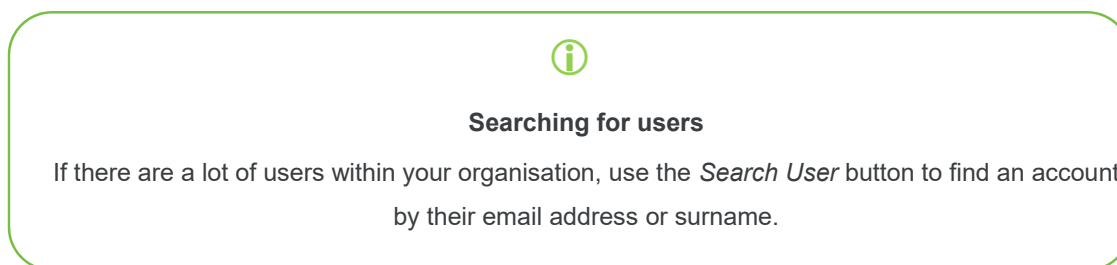 Searching for users
If there are a lot of users within your organisation, use the Search User button to find an account
by their email address or surname.